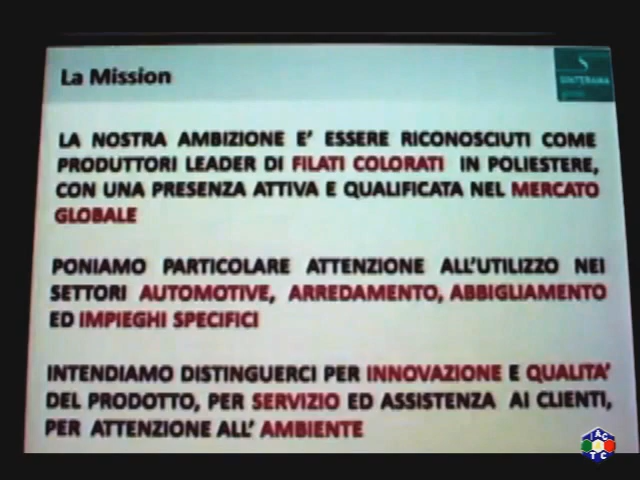 La Mission
SINTERAMA
LA NOSTRA AMBIZIONE E' ESSERE RICONOSCIUTI COME
PRODUTTORI LEADER DI FILATI COLORATI IN POLIESTERE,
CON UNA PRESENZA ATTIVA E QUALIFICATA NEL MERCATO
GLOBALE
PONIAMO PARTICOLARE ATTENZIONE ALL'UTILIZZO NEI
SETTORI AUTOMOTIVE, ARREDAMENTO, ABBIGLIAMENTO
ED IMPIEGHI SPECIFICI
INTENDIAMO DISTINGUERCI PER INNOVAZIONE E QUALITA'
DEL PRODOTTO, PER SERVIZIO ED ASSISTENZA AI CLIENTI,
PER ATTENZIONE ALL' AMBIENTE